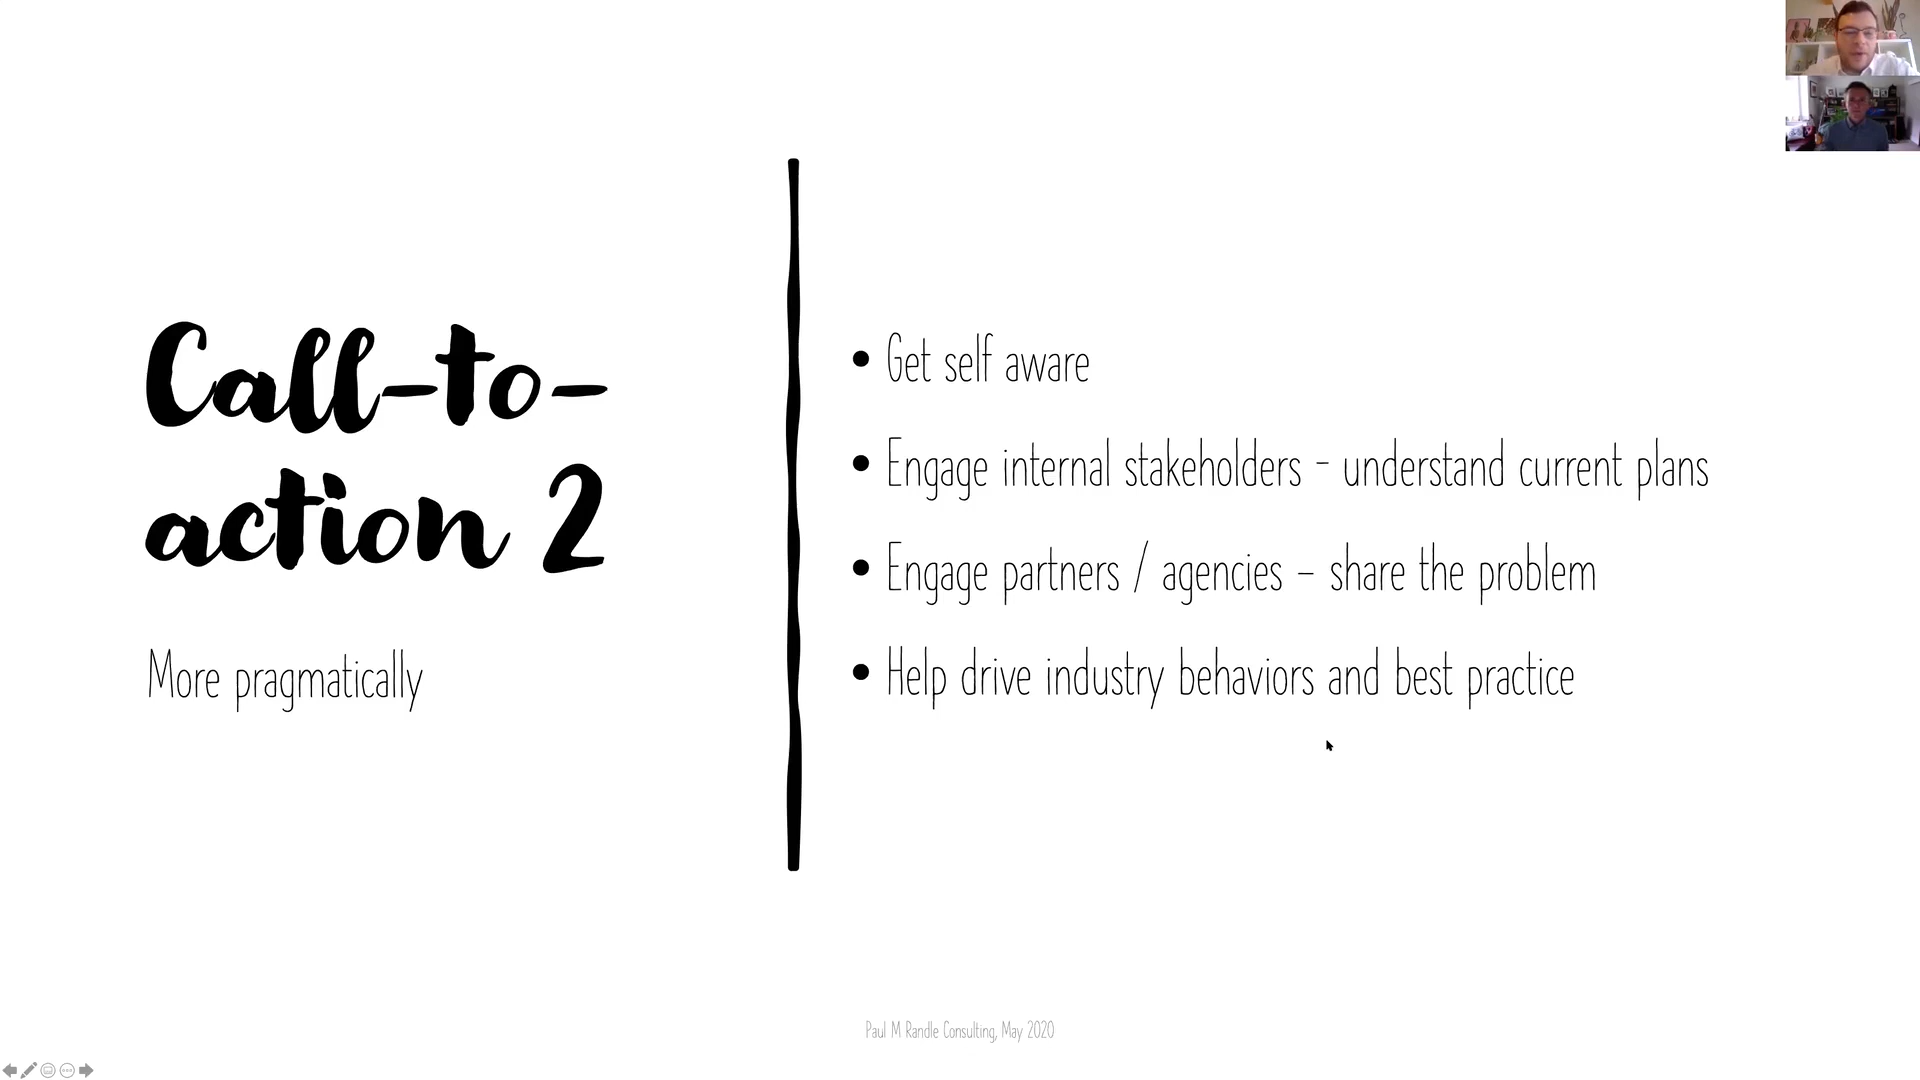 Call-to-
action 2
More pragmatically
• Get self aware
• Engage internal stakeholders - understand current plans
• Engage partners / agencies – share the problem
• Help drive industry behaviors and best practice
Paul M Randle Consulting, May 2020